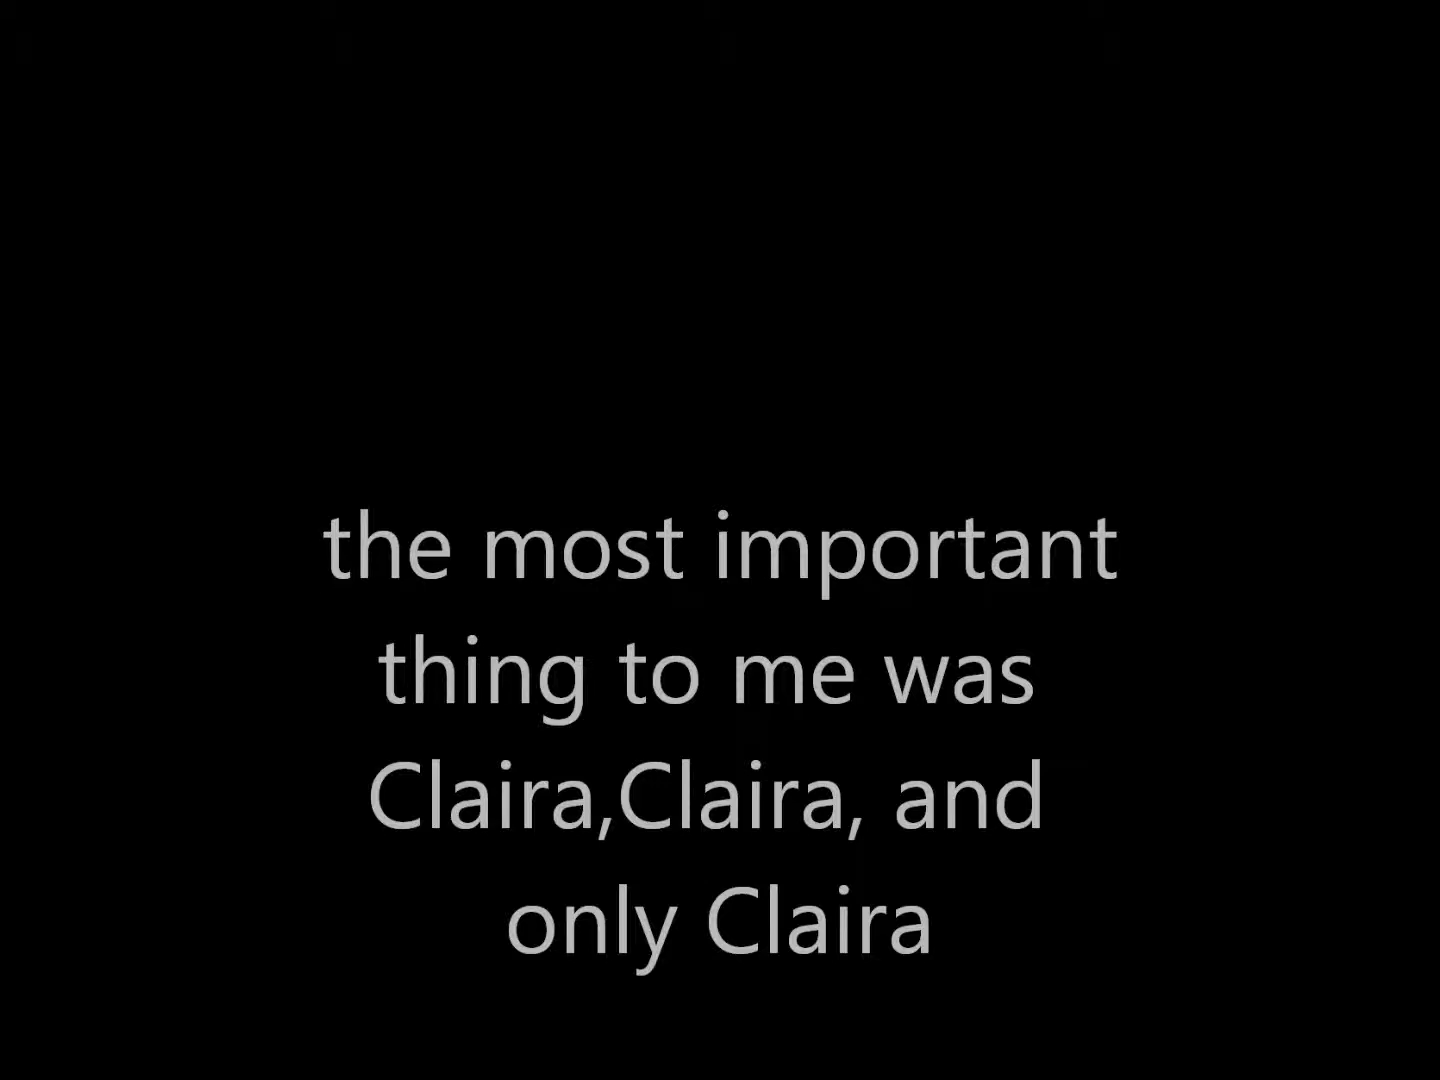 the most important
thing to me was
Claira,Claira, and
only Claira